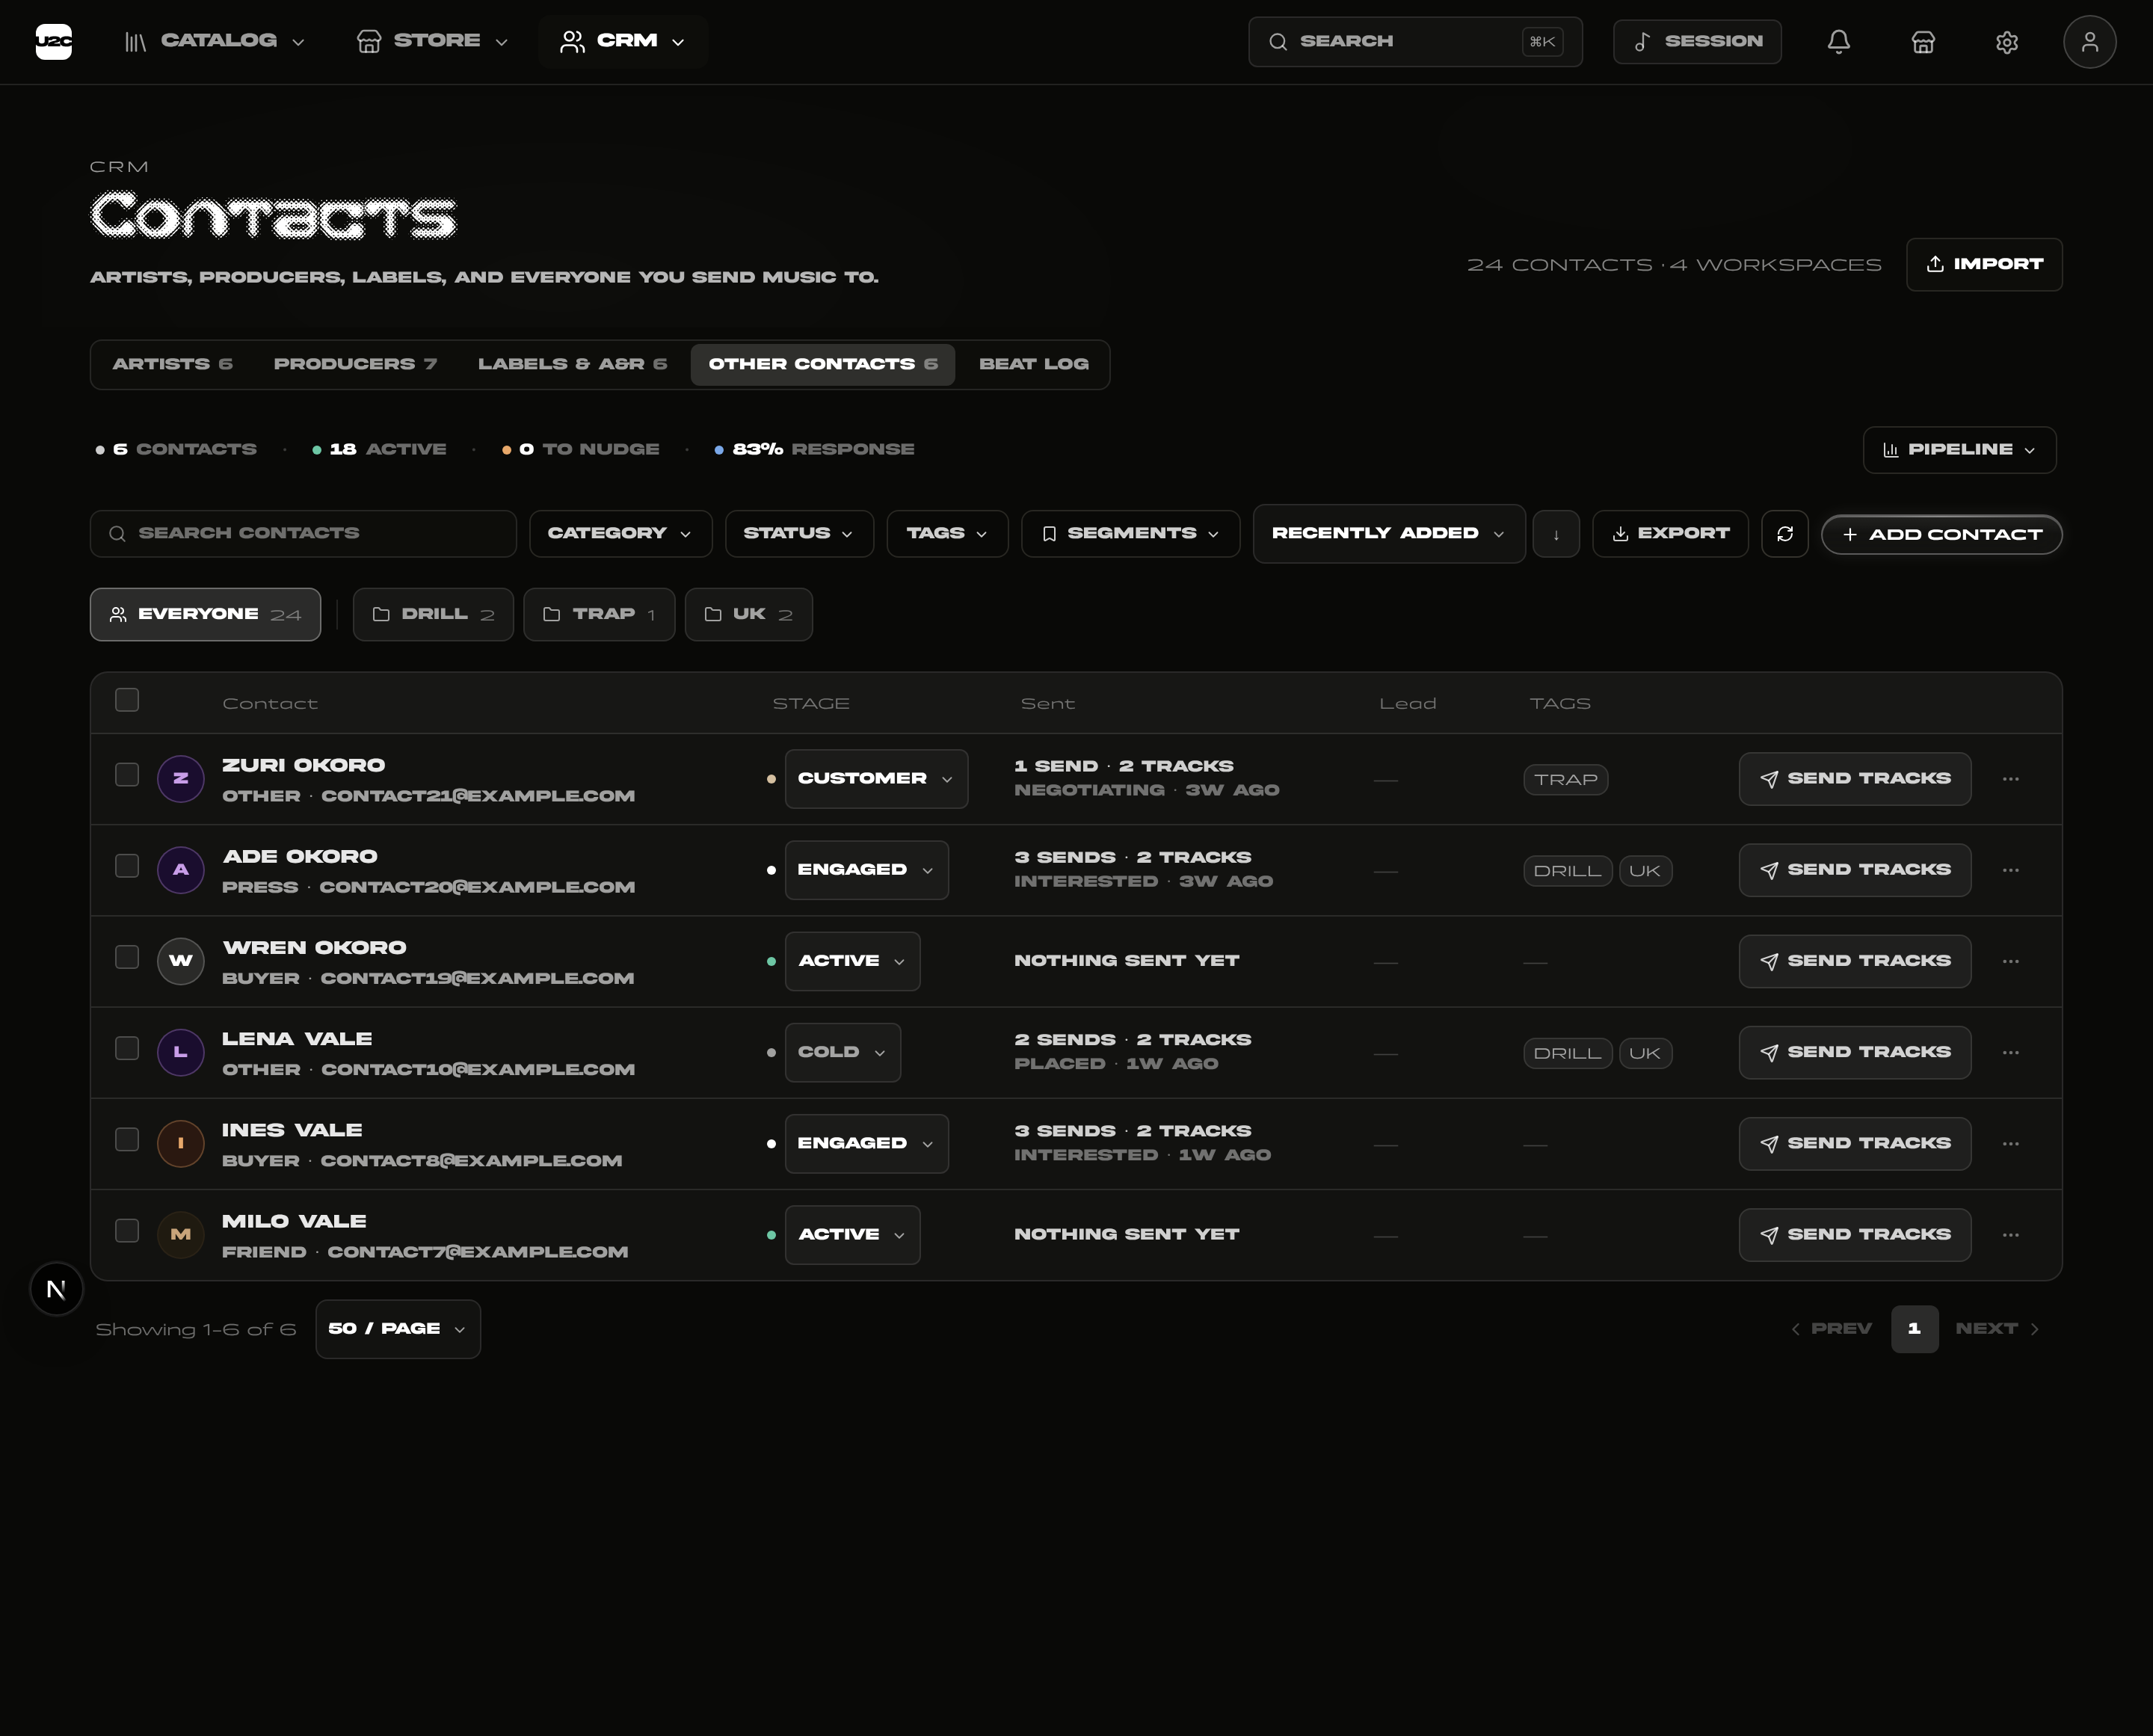 U2C CATALOG STORE CRM SEARCH ⌘K SESSION
CRM
Contacts
ARTISTS, PRODUCERS, LABELS, AND EVERYONE YOU SEND MUSIC TO.
24 CONTACTS · 4 WORKSPACES IMPORT
ARTISTS 6 PRODUCERS 7 LABELS & A&R 6 OTHER CONTACTS 6 BEAT LOG
6 CONTACTS · 18 ACTIVE · 0 TO NUDGE · 83% RESPONSE PIPELINE
SEARCH CONTACTS CATEGORY STATUS TAGS SEGMENTS RECENTLY ADDED ↓ EXPORT + ADD CONTACT
EVERYONE 24 DRILL 2 TRAP 1 UK 2
Contact STAGE Sent Lead TAGS
Z ZURI OKORO CUSTOMER 1 SEND · 2 TRACKS — TRAP SEND TRACKS ...
OTHER · CONTACT21@EXAMPLE.COM NEGOTIATING · 3W AGO
A ADE OKORO ENGAGED 3 SENDS · 2 TRACKS — DRILL UK SEND TRACKS ...
PRESS · CONTACT20@EXAMPLE.COM INTERESTED · 3W AGO
W WREN OKORO ACTIVE NOTHING SENT YET — — SEND TRACKS ...
BUYER · CONTACT19@EXAMPLE.COM
L LENA VALE COLD 2 SENDS · 2 TRACKS — DRILL UK SEND TRACKS ...
OTHER · CONTACT10@EXAMPLE.COM PLACED · 1W AGO
I INES VALE ENGAGED 3 SENDS · 2 TRACKS — — SEND TRACKS ...
BUYER · CONTACT8@EXAMPLE.COM INTERESTED · 1W AGO
M MILO VALE ACTIVE NOTHING SENT YET — — SEND TRACKS ...
FRIEND · CONTACT7@EXAMPLE.COM
N
Showing 1-6 of 6 50 / PAGE PREV 1 NEXT